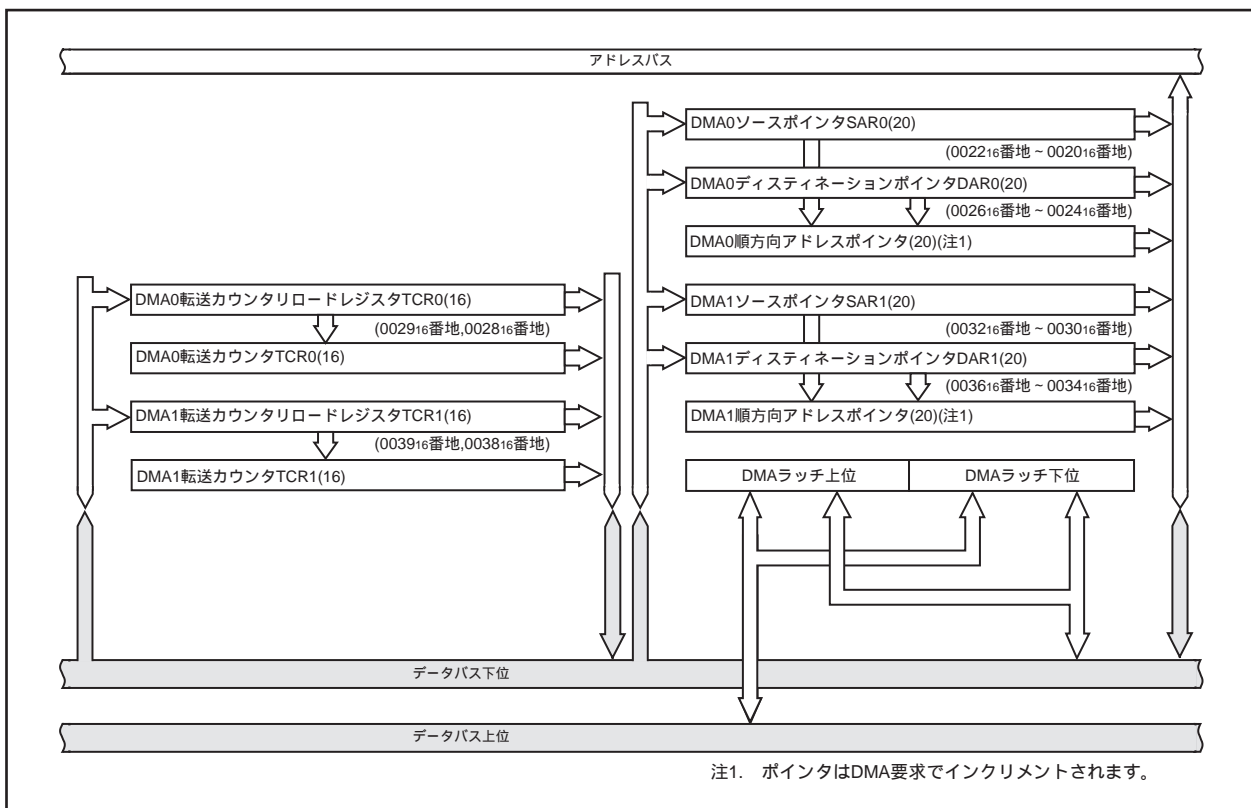 アドレスバス
DMA0ソースポインタSAR0(20)
(002216番地 ~ 002016番地)
DMA0ディスティネーションポインタDAR0(20)
(002616番地 ~ 002416番地)
DMA0順方向アドレスポインタ(20)(注1)
DMA0転送カウンタリロードレジスタTCR0(16)
(002916番地,002816番地)
DMA0転送カウンタTCR0(16)
DMA1転送カウンタリロードレジスタTCR1(16)
(003916番地,003816番地)
DMA1転送カウンタTCR1(16)
DMA1ソースポインタSAR1(20)
(003216番地 ~ 003016番地)
DMA1ディスティネーションポインタDAR1(20)
(003616番地 ~ 003416番地)
DMA1順方向アドレスポインタ(20)(注1)
DMAラッチ上位 DMAラッチ下位
データバス下位
データバス上位
注1. ポインタはDMA要求でインクリメントされます。